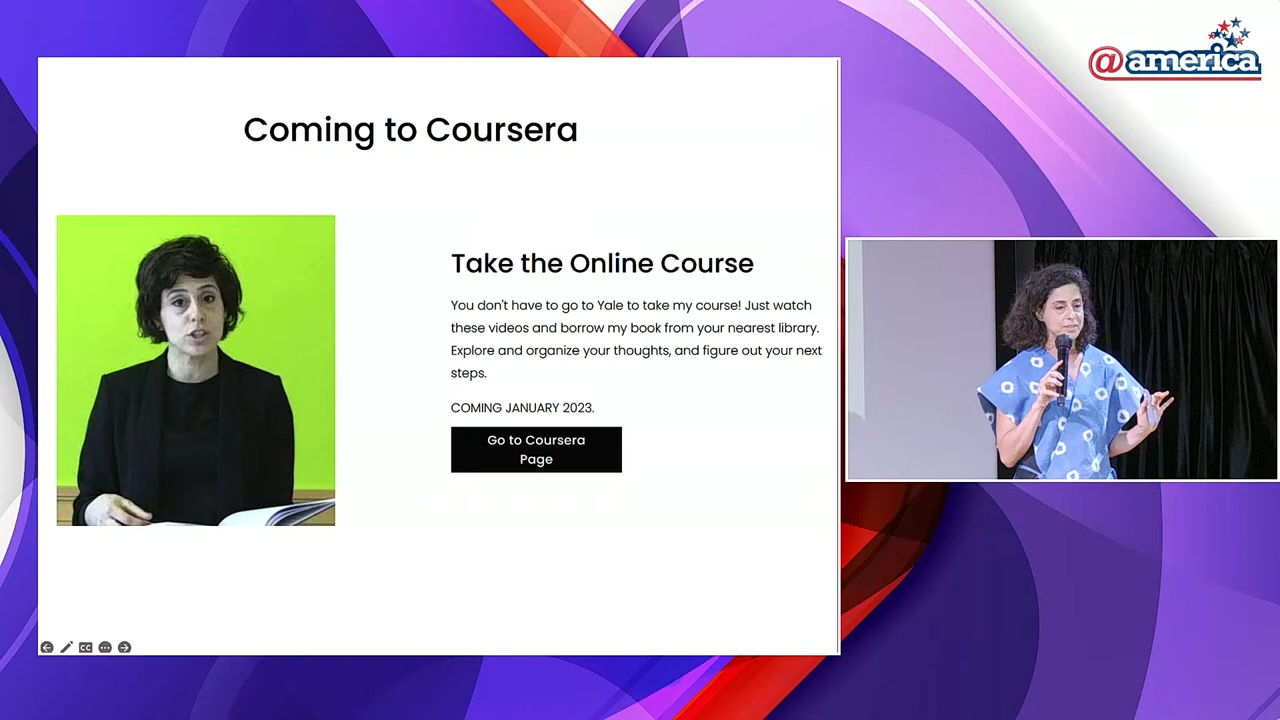 @america
Coming to Coursera
Take the Online Course
You don't have to go to Yale to take my course! Just watch
these videos and borrow my book from your nearest library.
Explore and organize your thoughts, and figure out your next
steps.
COMING JANUARY 2023.
Go to Coursera
Page
CC